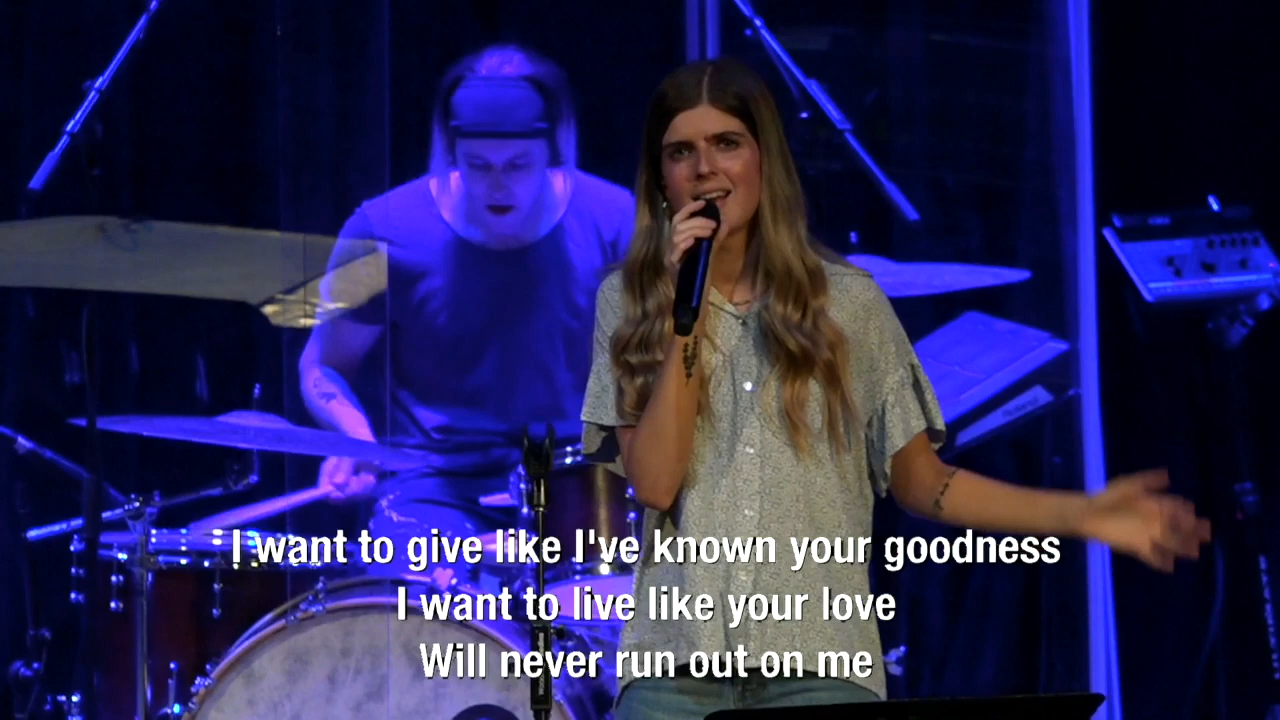 I want to give like I've known your goodness
I want to live like your love
Will never run out on me